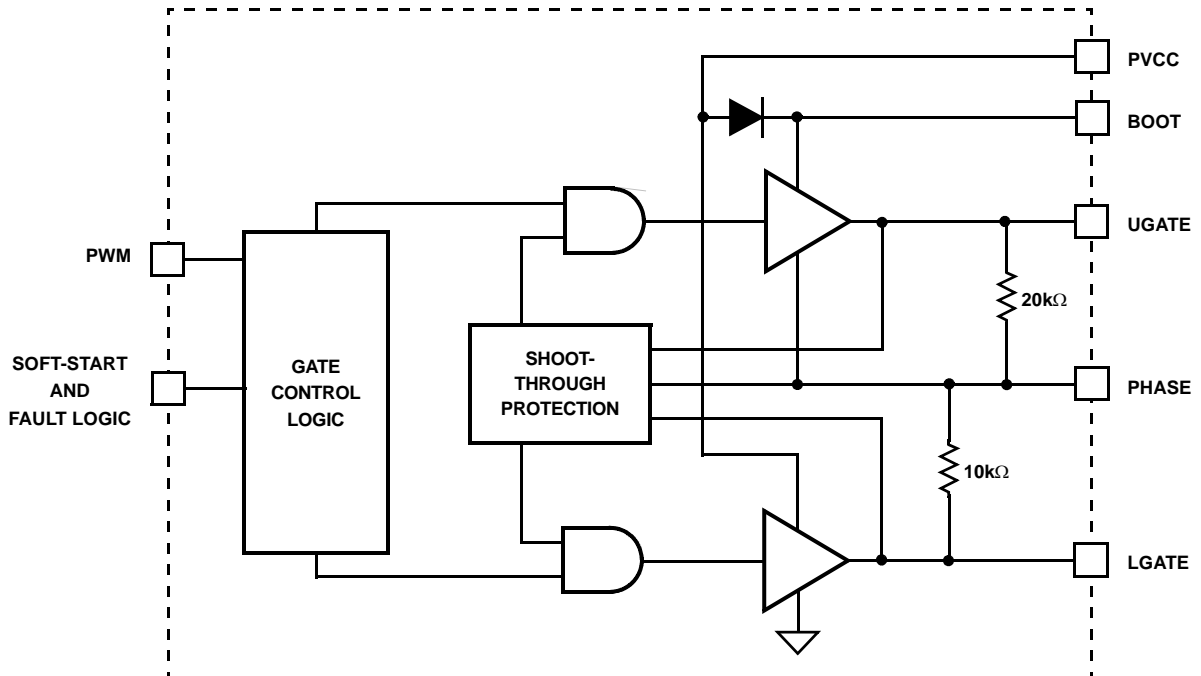 PVCC
BOOT
UGATE
PWM
20kΩ
SOFT-START
AND
FAULT LOGIC
GATE
CONTROL
LOGIC
SHOOT-
THROUGH
PROTECTION
PHASE
10kΩ
LGATE